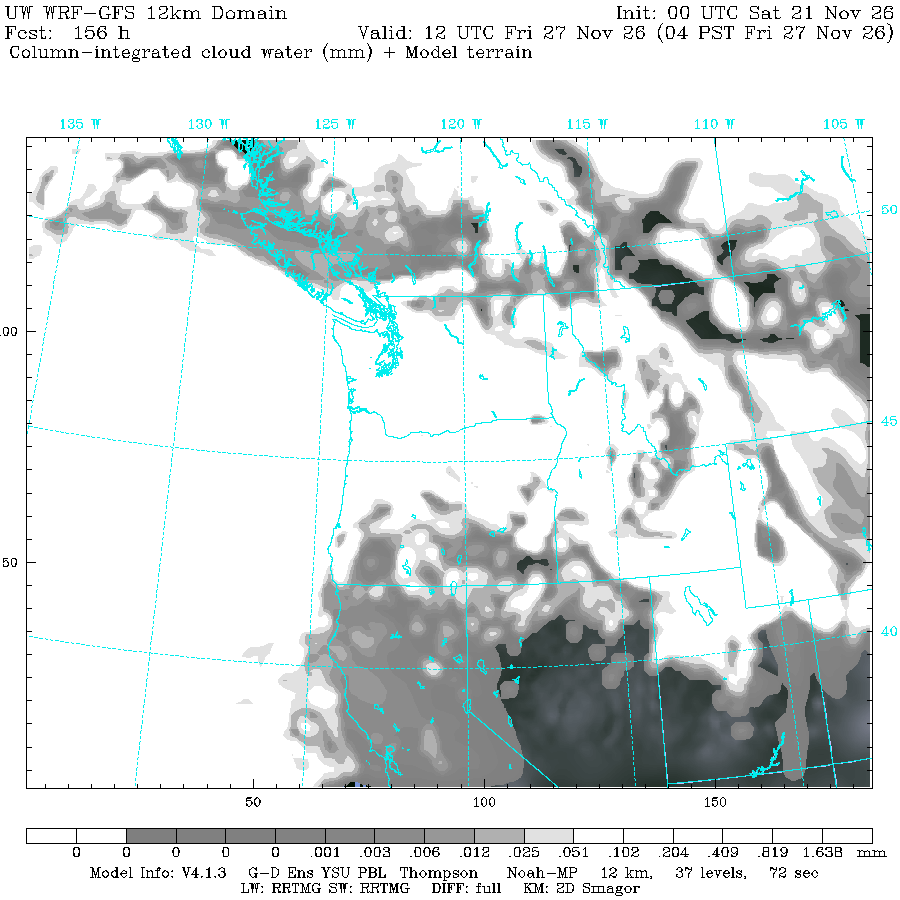 UW WRF-GFS 12km Domain Init: 00 UTC Sat 21 Nov 26
Fcst: 156 h Valid: 12 UTC Fri 27 Nov 26 (04 PST Fri 27 Nov 26)
Column-integrated cloud water (mm) + Model terrain
135 W 130 W 125 W 120 W 115 W 110 W 105 W
50
00
45
50
40
50 100 150
0 0 0 0 .001 .003 .006 .012 .025 .051 .102 .204 .409 .819 1.638 mm
Model Info: V4.1.3 G-D Ens YSU PBL Thompson Noah-MP 12 km, 37 levels, 72 sec
LW: RRTMG SW: RRTMG DIFF: full KM: 2D Smagor